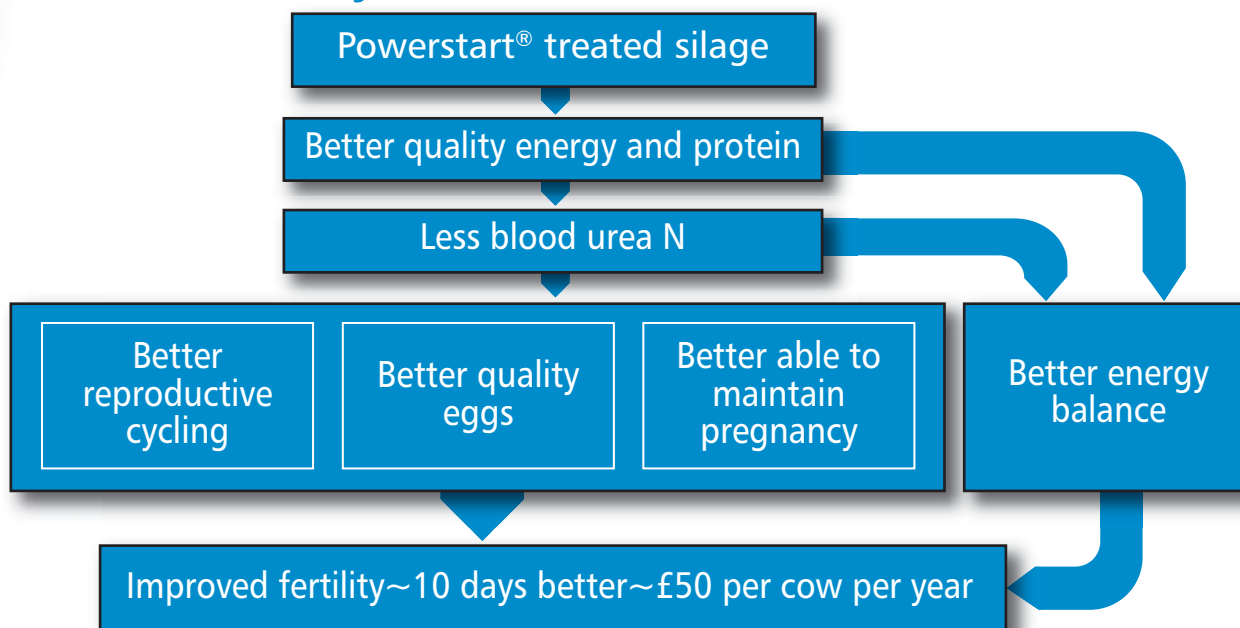 Powerstart® treated silage
Better quality energy and protein
Less blood urea N
Better
reproductive
cycling
Better quality
eggs
Better able to
maintain
pregnancy
Better energy
balance
Improved fertility~10 days better~£50 per cow per year